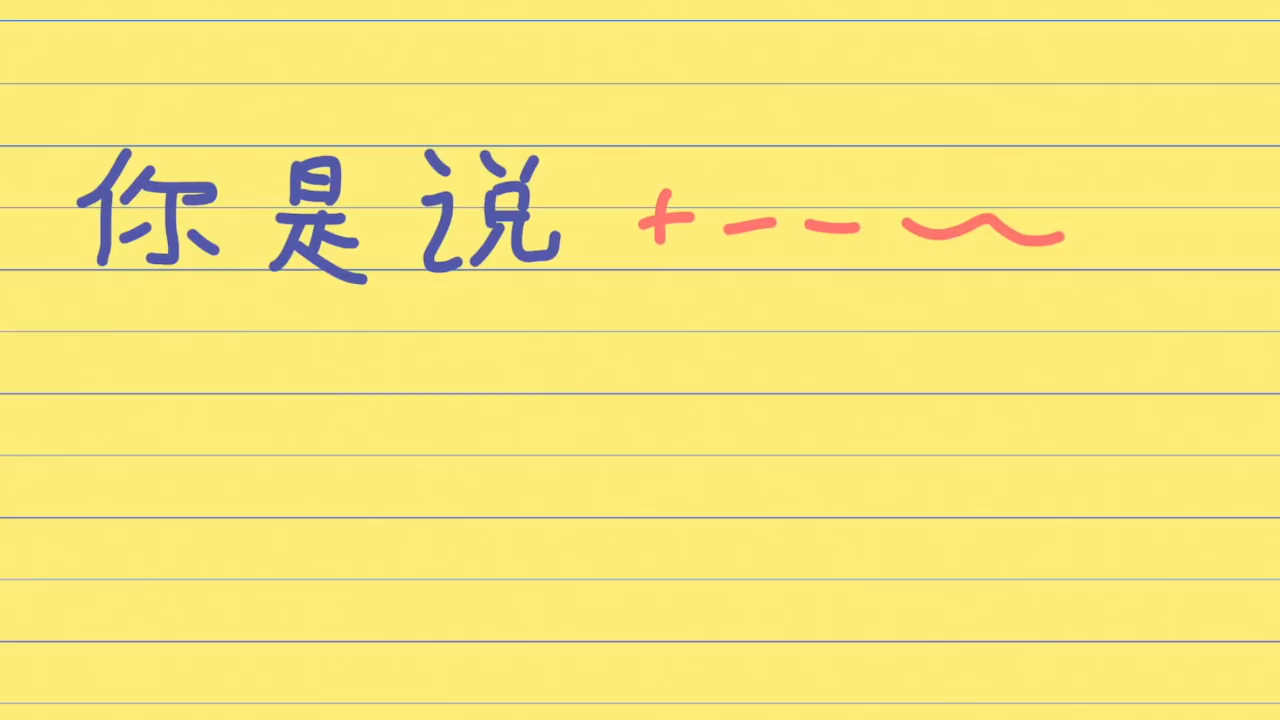 你是说 + — — ～